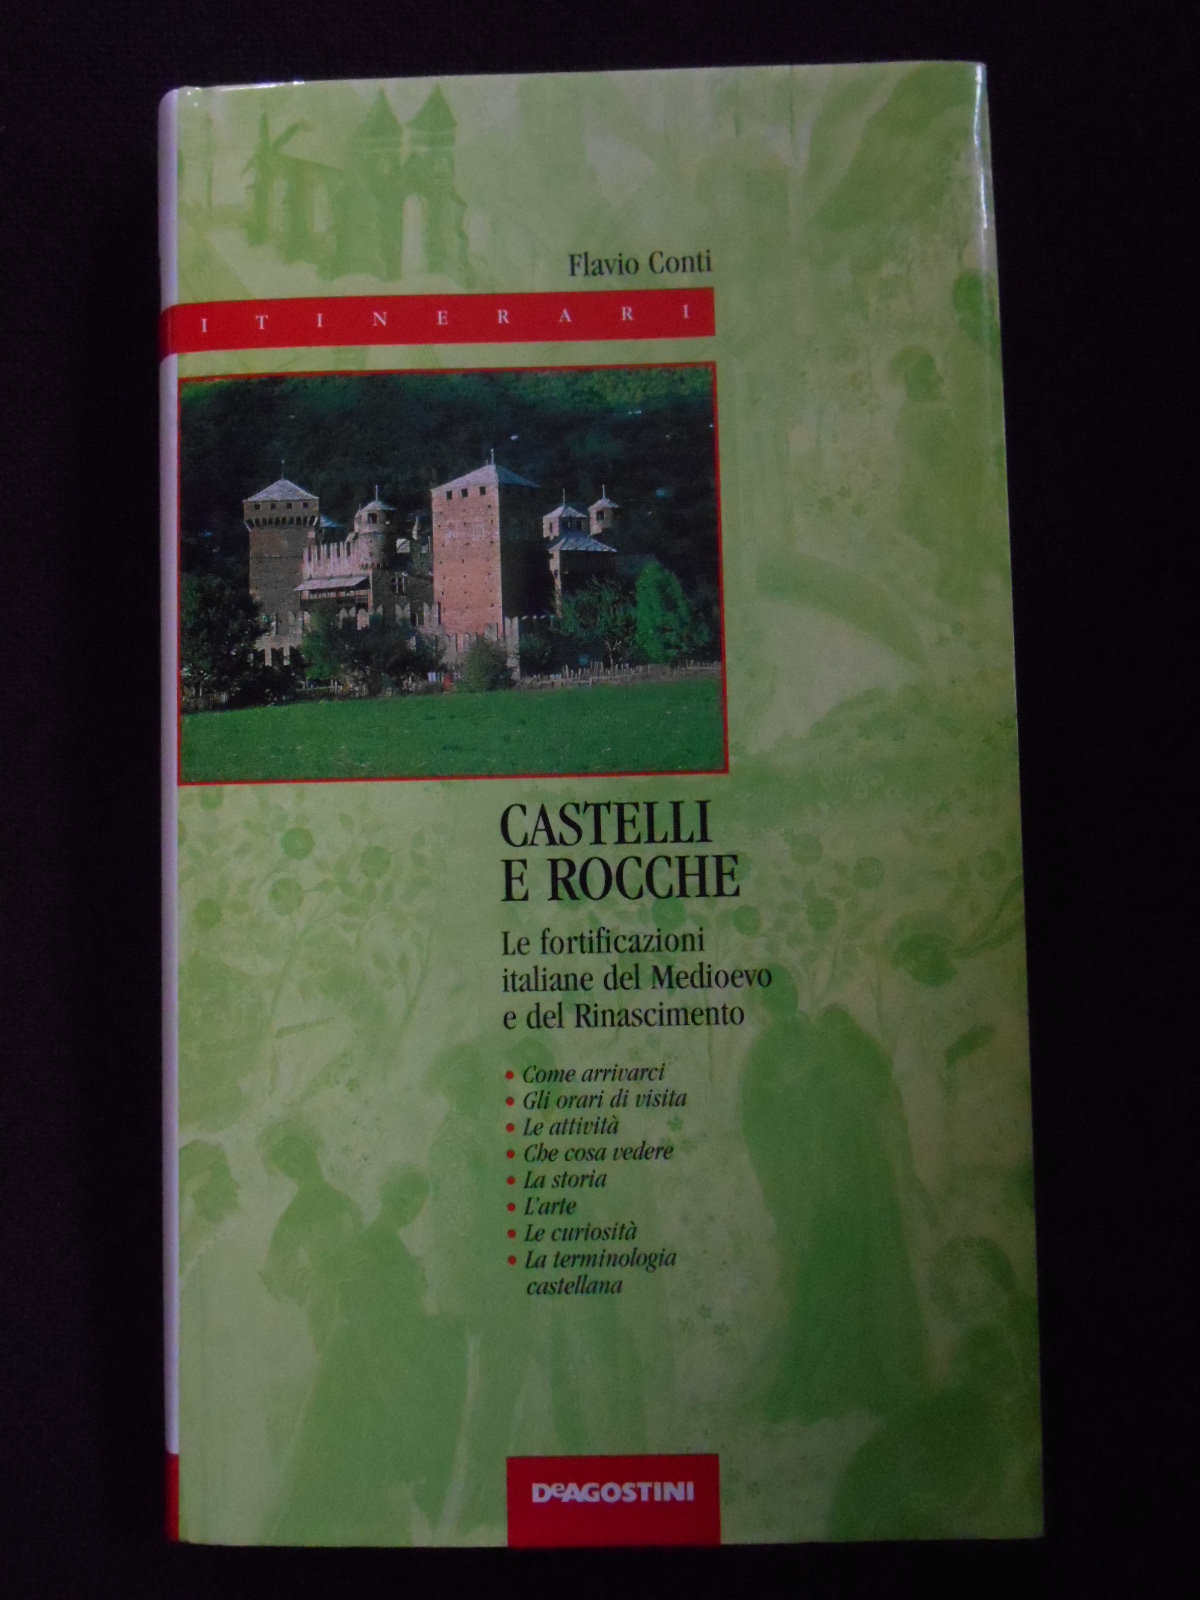 Flavio Conti
ITINERARI
CASTELLI
E ROCCHE
Le fortificazioni
italiane del Medioevo
e del Rinascimento
• Come arrivarci
• Gli orari di visita
• Le attività
• Che cosa vedere
• La storia
• L'arte
• Le curiosità
• La terminologia
castellana
DeAGOSTINI